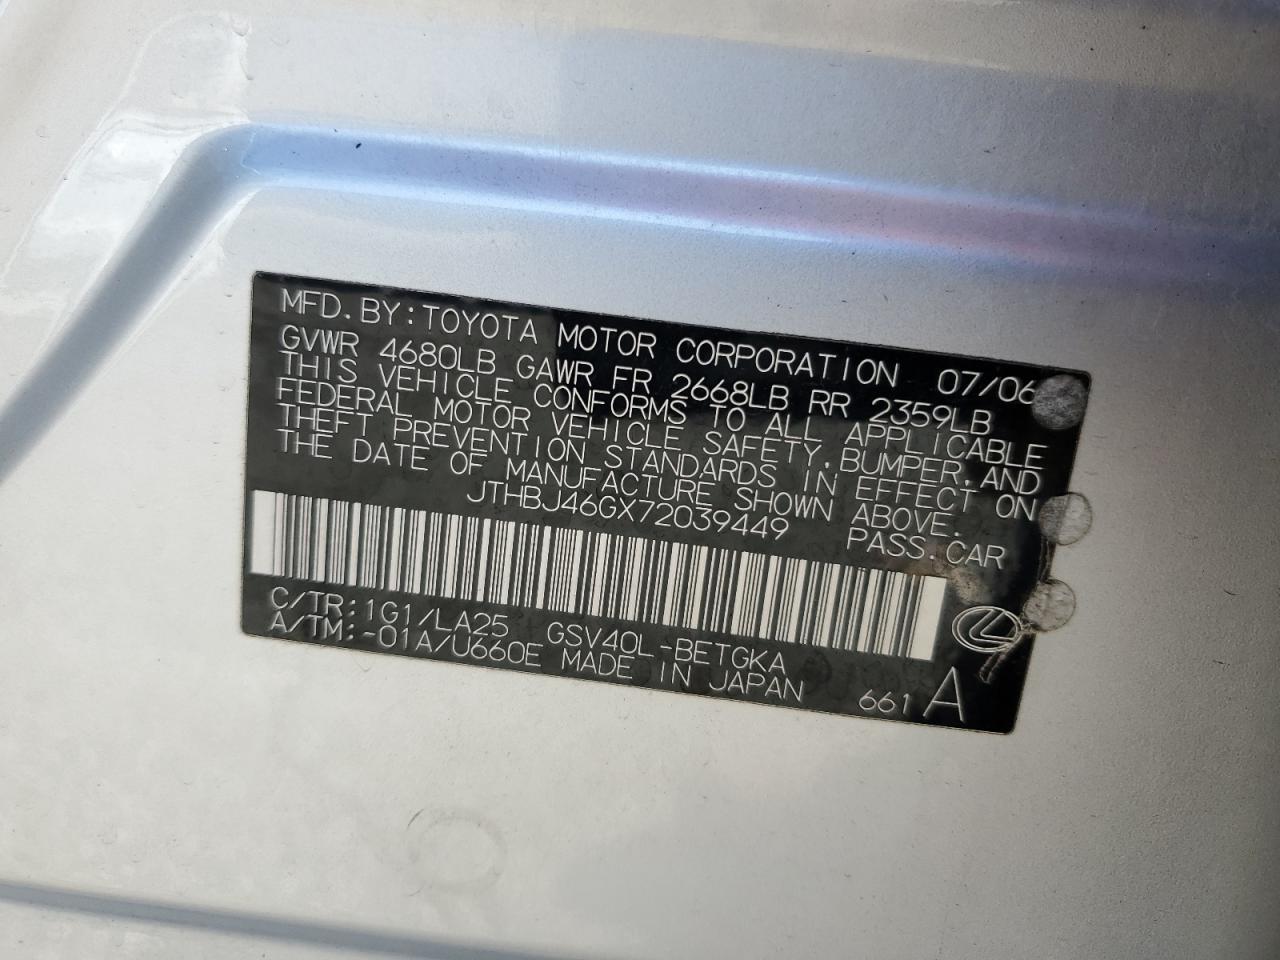 MFD. BY: TOYOTA MOTOR CORPORATION 07/06
GVWR 4680LB GAWR FR 2668LB RR 2359LB
THIS VEHICLE CONFORMS TO ALL APPLICABLE
FEDERAL MOTOR VEHICLE SAFETY, BUMPER, AND
THEFT PREVENTION STANDARDS IN EFFECT ON
THE DATE OF MANUFACTURE SHOWN ABOVE.
JTHBJ46GX72039449 PASS. CAR
C/TR: 1G1/LA25 GSV40L-BETGKA
A/TM: -01A/U660E MADE IN JAPAN 661 A